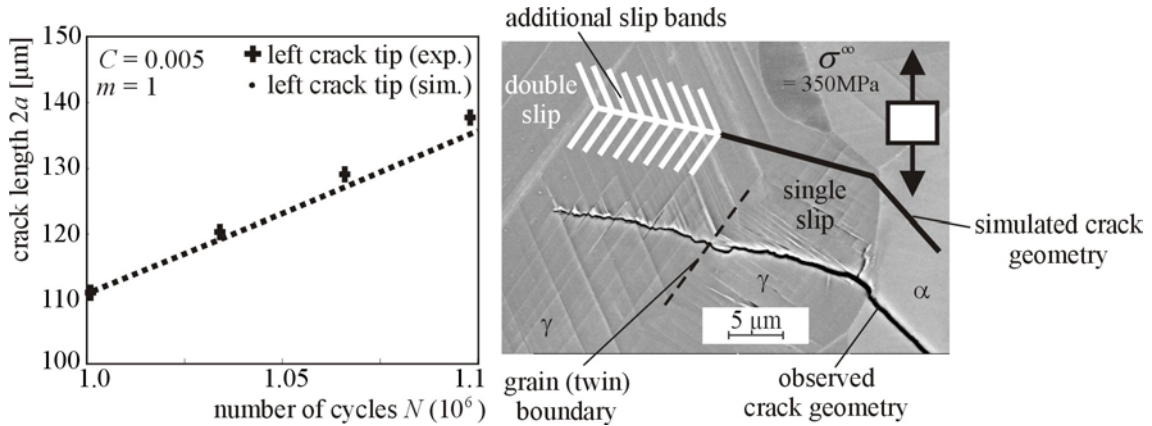 150
140
130
120
110
100
crack length 2a [μm]
C = 0.005
m = 1
left crack tip (exp.)
left crack tip (sim.)
1.0
1.05
1.1
number of cycles N (10⁶)
additional slip bands
double
slip
σ∞
= 350MPa
single
slip
simulated crack
geometry
γ
α
γ
5 μm
grain (twin)
boundary
observed
crack geometry